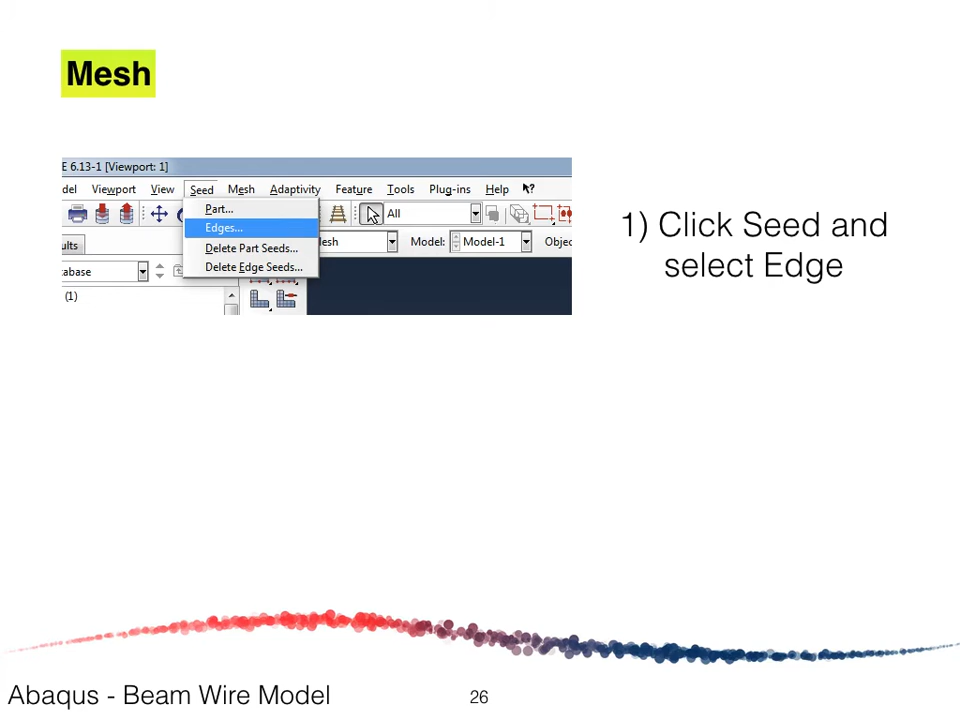 Mesh
E 6.13-1 [Viewport: 1]
del Viewport View Seed Mesh Adaptivity Feature Tools Plug-ins Help
Part...
All
Edges...
ults
esh Model: Model-1 Objec
Delete Part Seeds...
tabase
Delete Edge Seeds...
(1)
1) Click Seed and
select Edge
Abaqus - Beam Wire Model
26